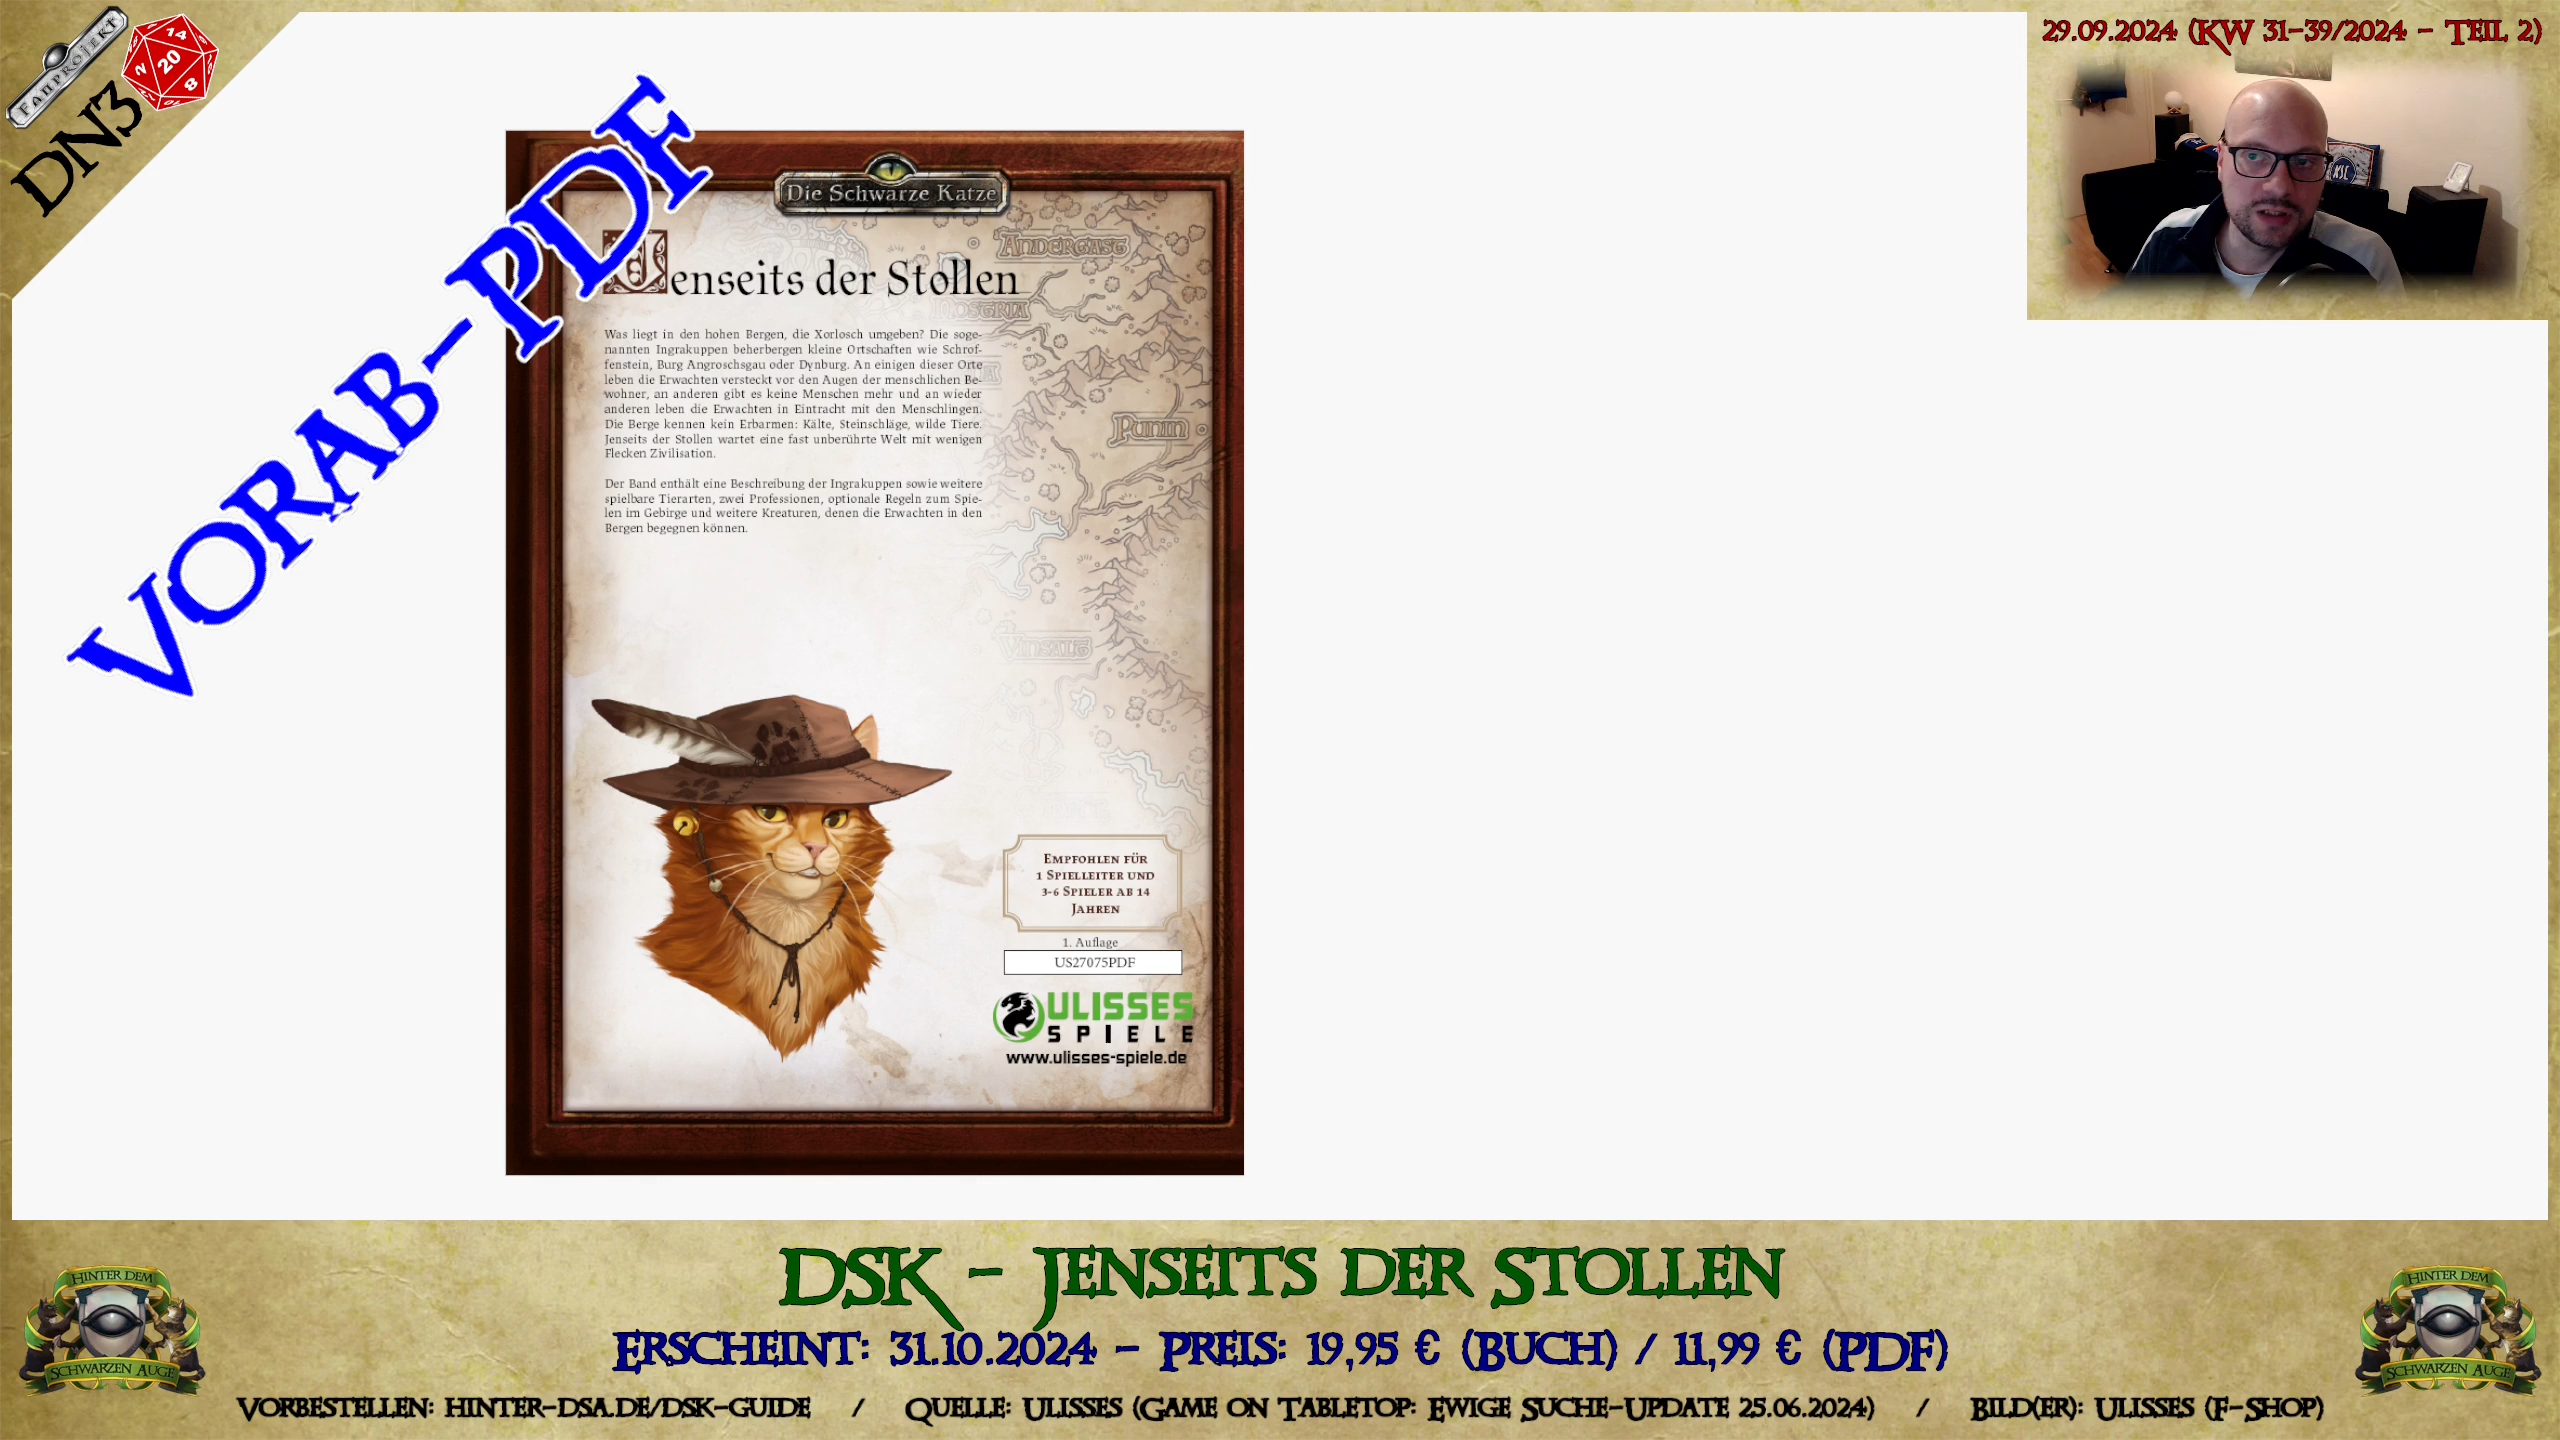 FANPROJEKT
14
20
2
8
10
DN3
29.09.2024 (KW 31-39/2024 - TEIL 2)
KSC
VORAB-PDF
Die Schwarze Katze
Jenseits der Stollen
ANDERGAST
NOSTRIA
PUNIN
VINSALT
Was liegt in den hohen Bergen, die Xorlosch umgeben? Die soge-
nannten Ingrakuppen beherbergen kleine Ortschaften wie Schrof-
fenstein, Burg Angroschsgau oder Dynburg. An einigen dieser Orte
leben die Erwachten versteckt vor den Augen der menschlichen Be-
wohner, an anderen gibt es keine Menschen mehr und an wieder
anderen leben die Erwachten in Eintracht mit den Menschlingen.
Die Berge kennen kein Erbarmen: Kälte, Steinschläge, wilde Tiere.
Jenseits der Stollen wartet eine fast unberührte Welt mit wenigen
Flecken Zivilisation.
Der Band enthält eine Beschreibung der Ingrakuppen sowie weitere
spielbare Tierarten, zwei Professionen, optionale Regeln zum Spie-
len im Gebirge und weitere Kreaturen, denen die Erwachten in den
Bergen begegnen können.
EMPFOHLEN FÜR
1 SPIELLEITER UND
3-6 SPIELER AB 14
JAHREN
1. Auflage
US27075PDF
ULISSES
SPIELE
www.ulisses-spiele.de
DSK - JENSEITS DER STOLLEN
ERSCHEINT: 31.10.2024 - PREIS: 19,95 € (BUCH) / 11,99 € (PDF)
VORBESTELLEN: HINTER-DSA.DE/DSK-GUIDE / QUELLE: ULISSES (GAME ON TABLETOP: EWIGE SUCHE-UPDATE 25.06.2024) / BILD(ER): ULISSES (F-SHOP)
HINTER DEM
SCHWARZEN AUGE
HINTER DEM
SCHWARZEN AUGE